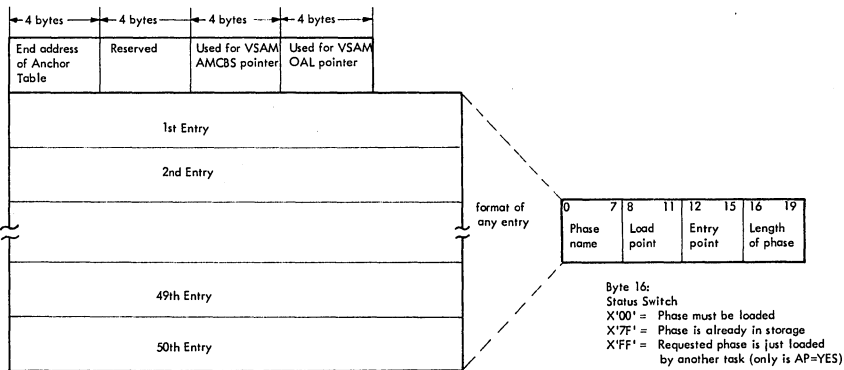 4 bytes 4 bytes 4 bytes 4 bytes
End address of Anchor Table
Reserved
Used for VSAM AMCBS pointer
Used for VSAM OAL pointer
1st Entry
2nd Entry
49th Entry
50th Entry
format of any entry
0 7 8 11 12 15 16 19
Phase name
Load point
Entry point
Length of phase
Byte 16:
Status Switch
X'00' = Phase must be loaded
X'7F' = Phase is already in storage
X'FF' = Requested phase is just loaded
by another task (only is AP=YES)